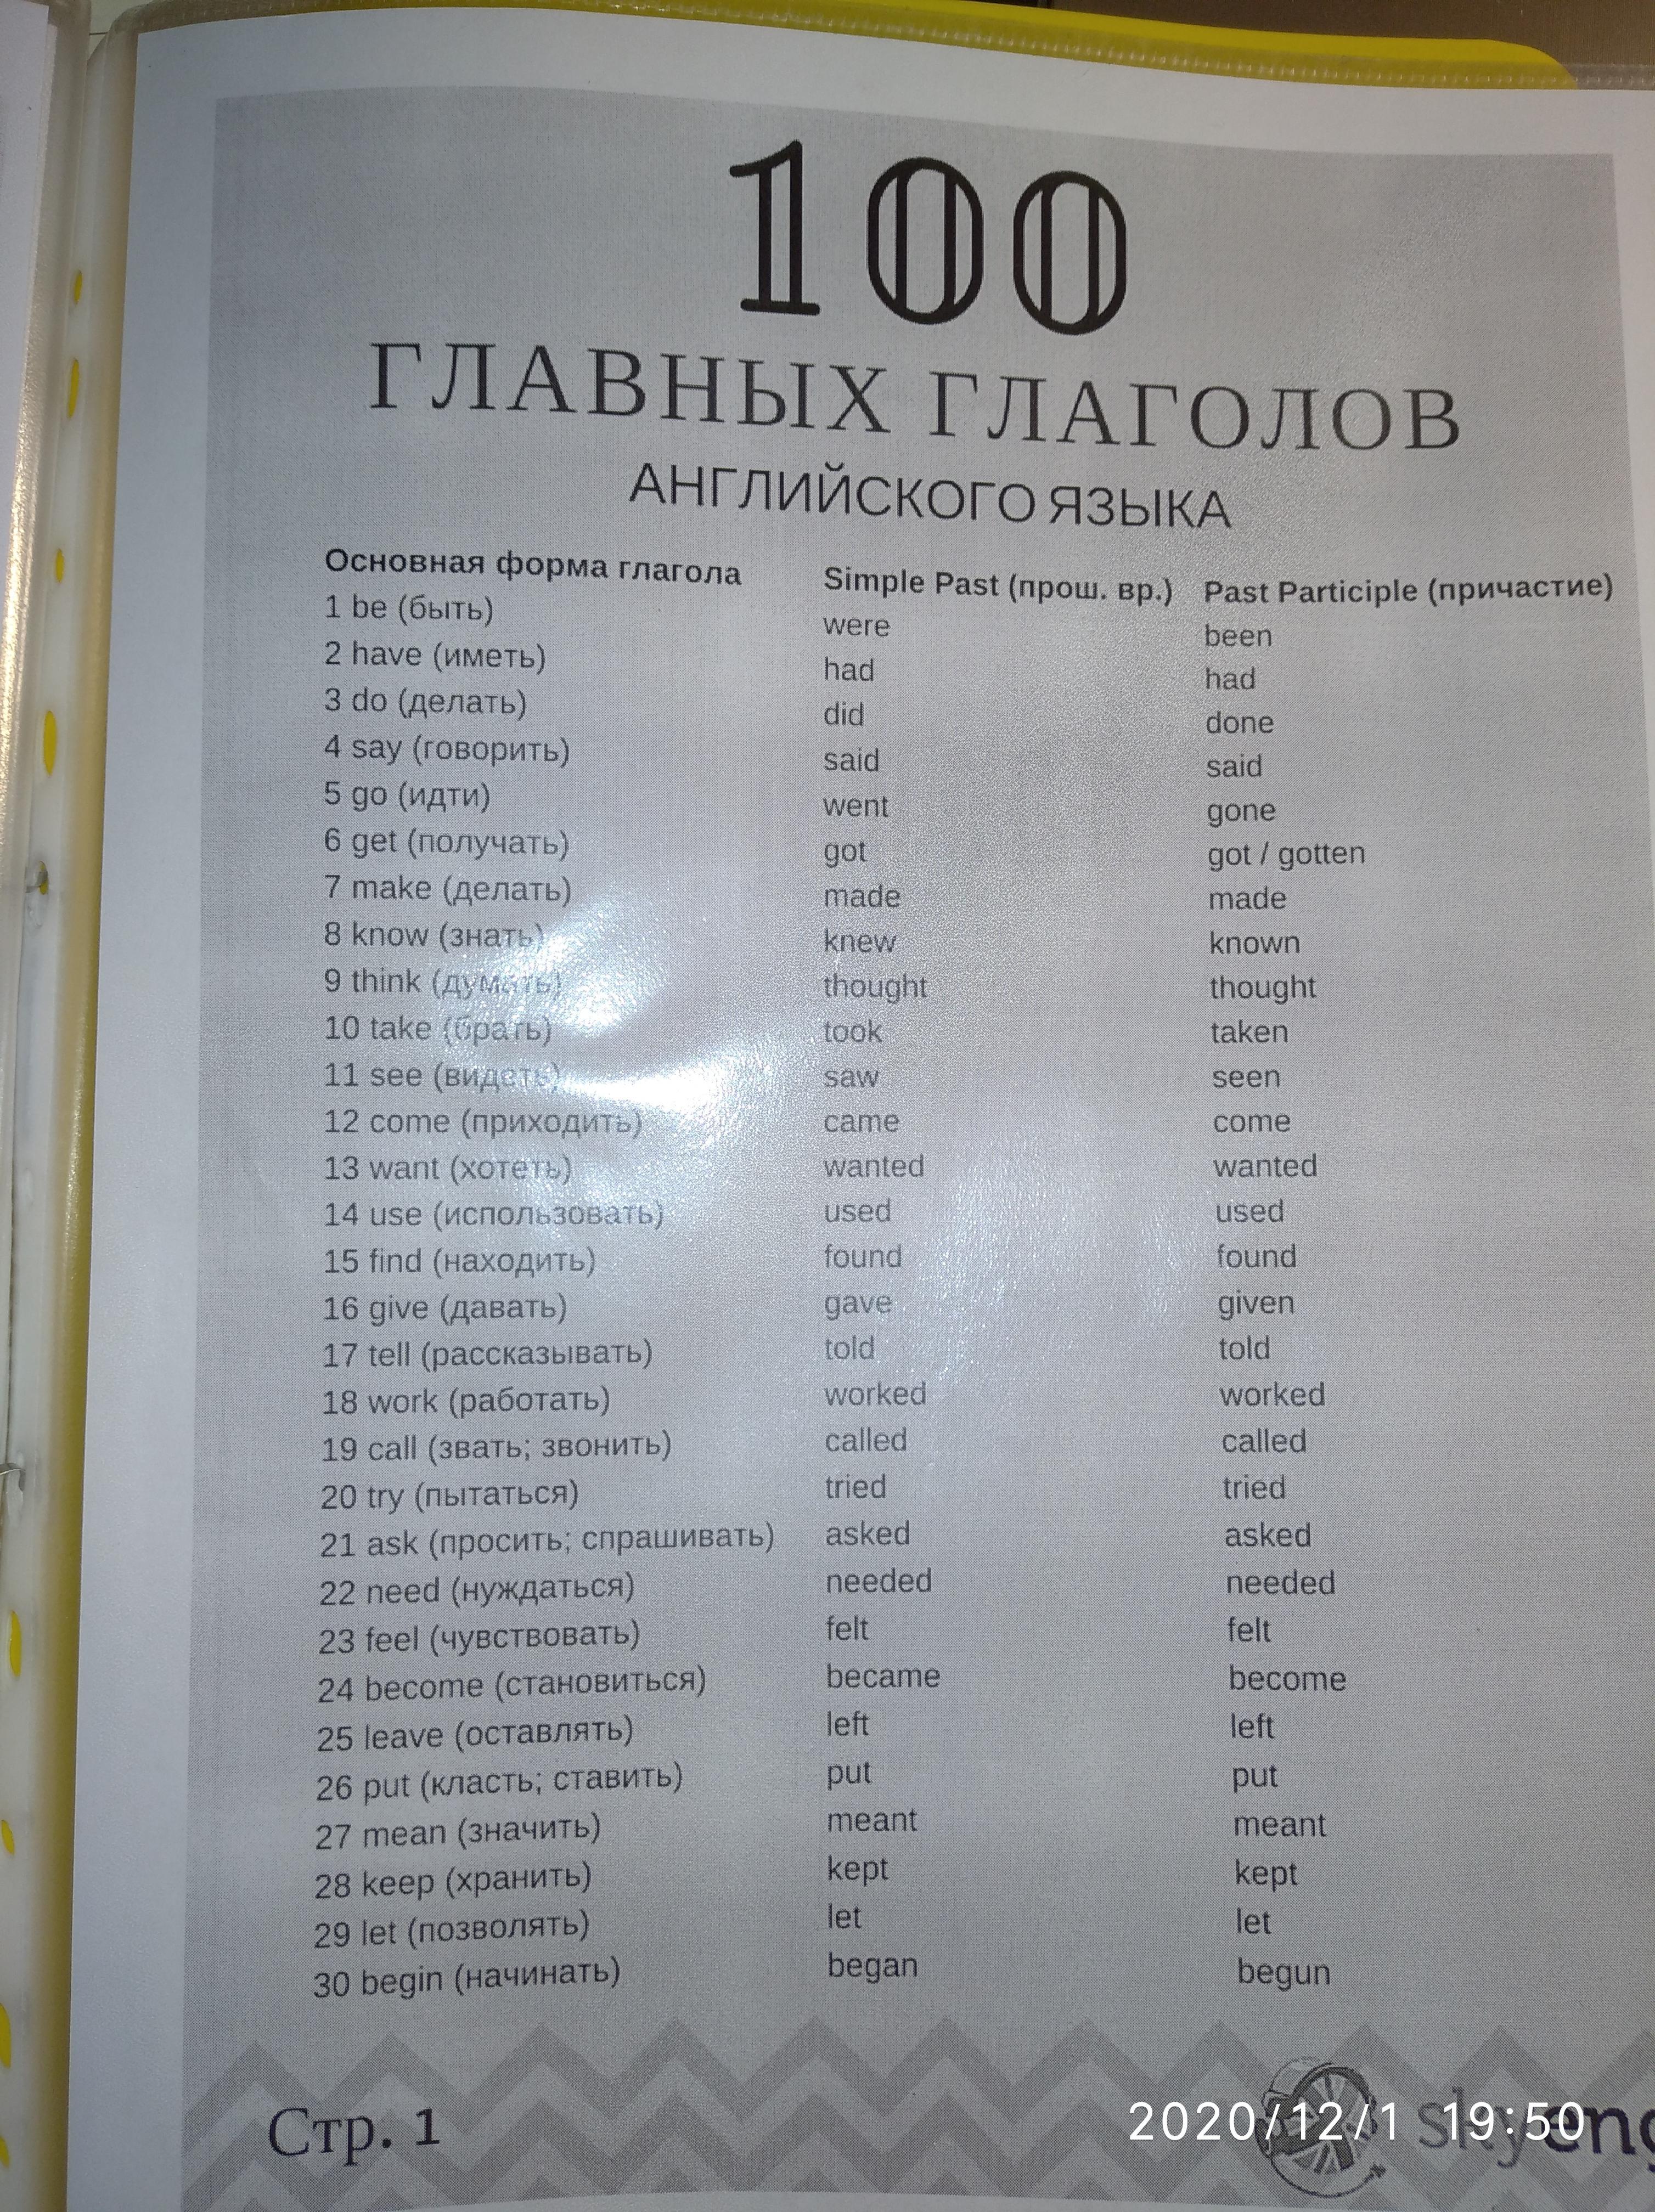 100
ГЛАВНЫХ ГЛАГОЛОВ
АНГЛИЙСКОГО ЯЗЫКА
Основная форма глагола Simple Past (прош. вр.) Past Participle (причастие)
1 be (быть) were been
2 have (иметь) had had
3 do (делать) did done
4 say (говорить) said said
5 go (идти) went gone
6 get (получать) got got / gotten
7 make (делать) made made
8 know (знать) knew known
9 think (думать) thought thought
10 take (брать) took taken
11 see (видеть) saw seen
12 come (приходить) came come
13 want (хотеть) wanted wanted
14 use (использовать) used used
15 find (находить) found found
16 give (давать) gave given
17 tell (рассказывать) told told
18 work (работать) worked worked
19 call (звать; звонить) called called
20 try (пытаться) tried tried
21 ask (просить; спрашивать) asked asked
22 need (нуждаться) needed needed
23 feel (чувствовать) felt felt
24 become (становиться) became become
25 leave (оставлять) left left
26 put (класть; ставить) put put
27 mean (значить) meant meant
28 keep (хранить) kept kept
29 let (позволять) let let
30 begin (начинать) began begun
Стр. 1
skyeng
2020/12/1 19:50